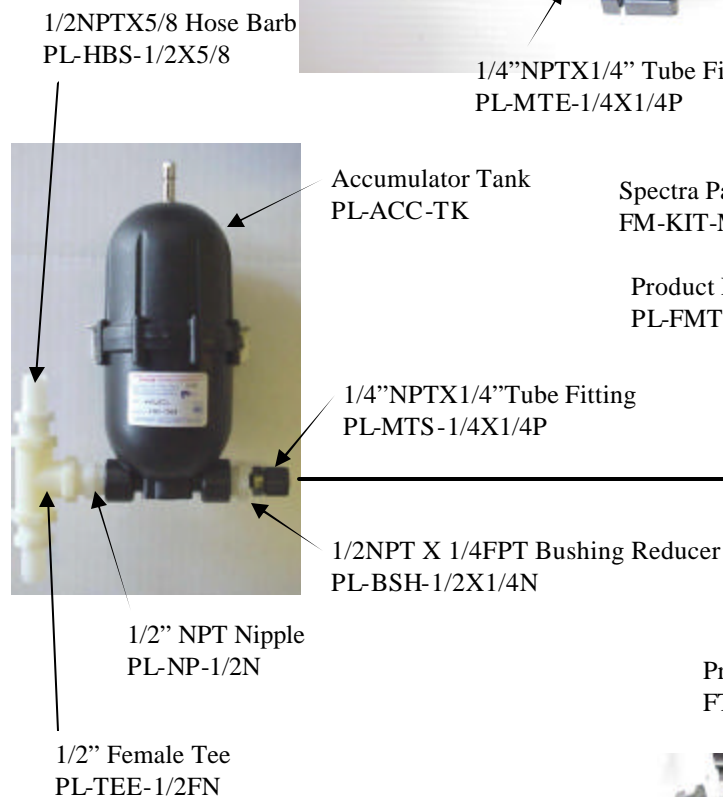 1/2NPTX5/8 Hose Barb
PL-HBS-1/2X5/8
1/4”NPTX1/4” Tube Fi
PL-MTE-1/4X1/4P
Accumulator Tank
PL-ACC-TK
Spectra Pa
FM-KIT-M
Product
PL-FMT
1/4”NPTX1/4”Tube Fitting
PL-MTS-1/4X1/4P
1/2NPT X 1/4FPT Bushing Reducer
PL-BSH-1/2X1/4N
1/2” NPT Nipple
PL-NP-1/2N
1/2” Female Tee
PL-TEE-1/2FN